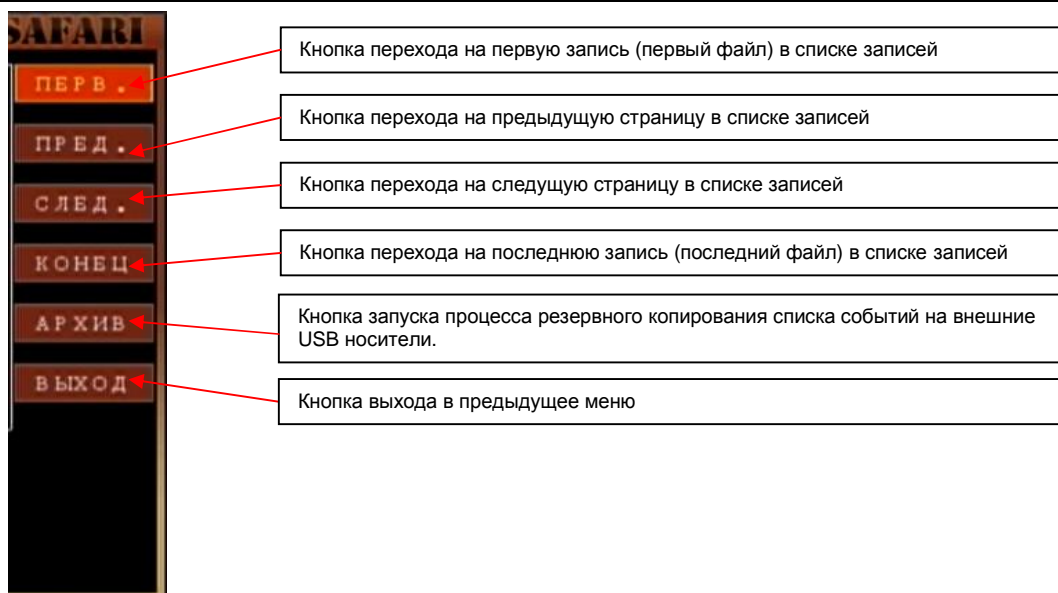 SAFARI
ПЕРВ.
Кнопка перехода на первую запись (первый файл) в списке записей
ПРЕД.
Кнопка перехода на предыдущую страницу в списке записей
СЛЕД.
Кнопка перехода на следущую страницу в списке записей
КОНЕЦ
Кнопка перехода на последнюю запись (последний файл) в списке записей
АРХИВ
Кнопка запуска процесса резервного копирования списка событий на внешние
USB носители.
ВЫХОД
Кнопка выхода в предыдущее меню